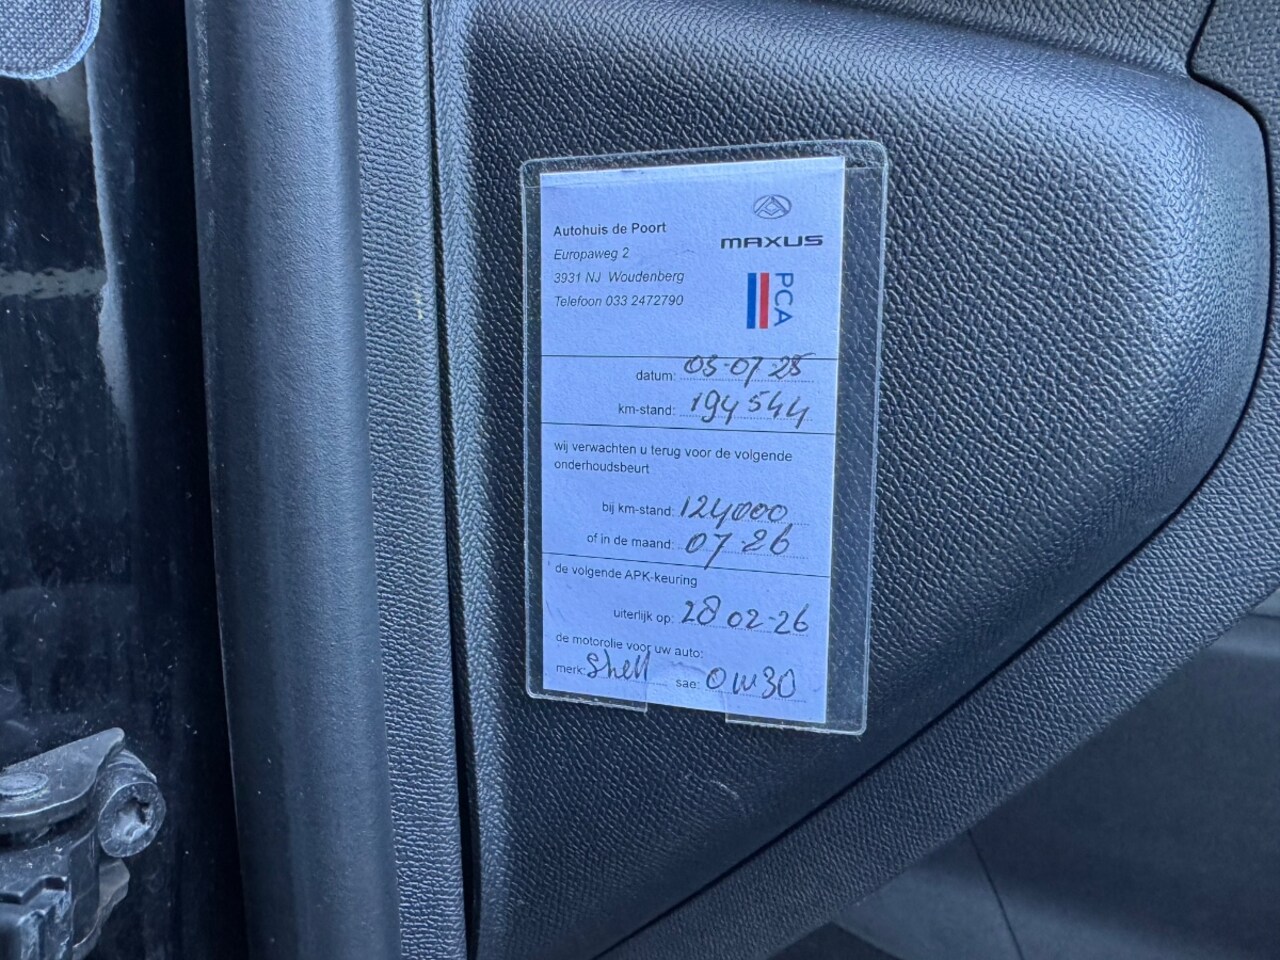 Autohuis de Poort
Europaweg 2
3931 NJ Woudenberg
Telefoon 033 2472790
MAXUS
PCA
datum: 03-07-25
km-stand: 194544
wij verwachten u terug voor de volgende
onderhoudsbeurt
bij km-stand: 124000
of in de maand: 07-26
de volgende APK-keuring
uiterlijk op: 28 02-26
de motorolie voor uw auto:
merk: Shell sae: 0W30